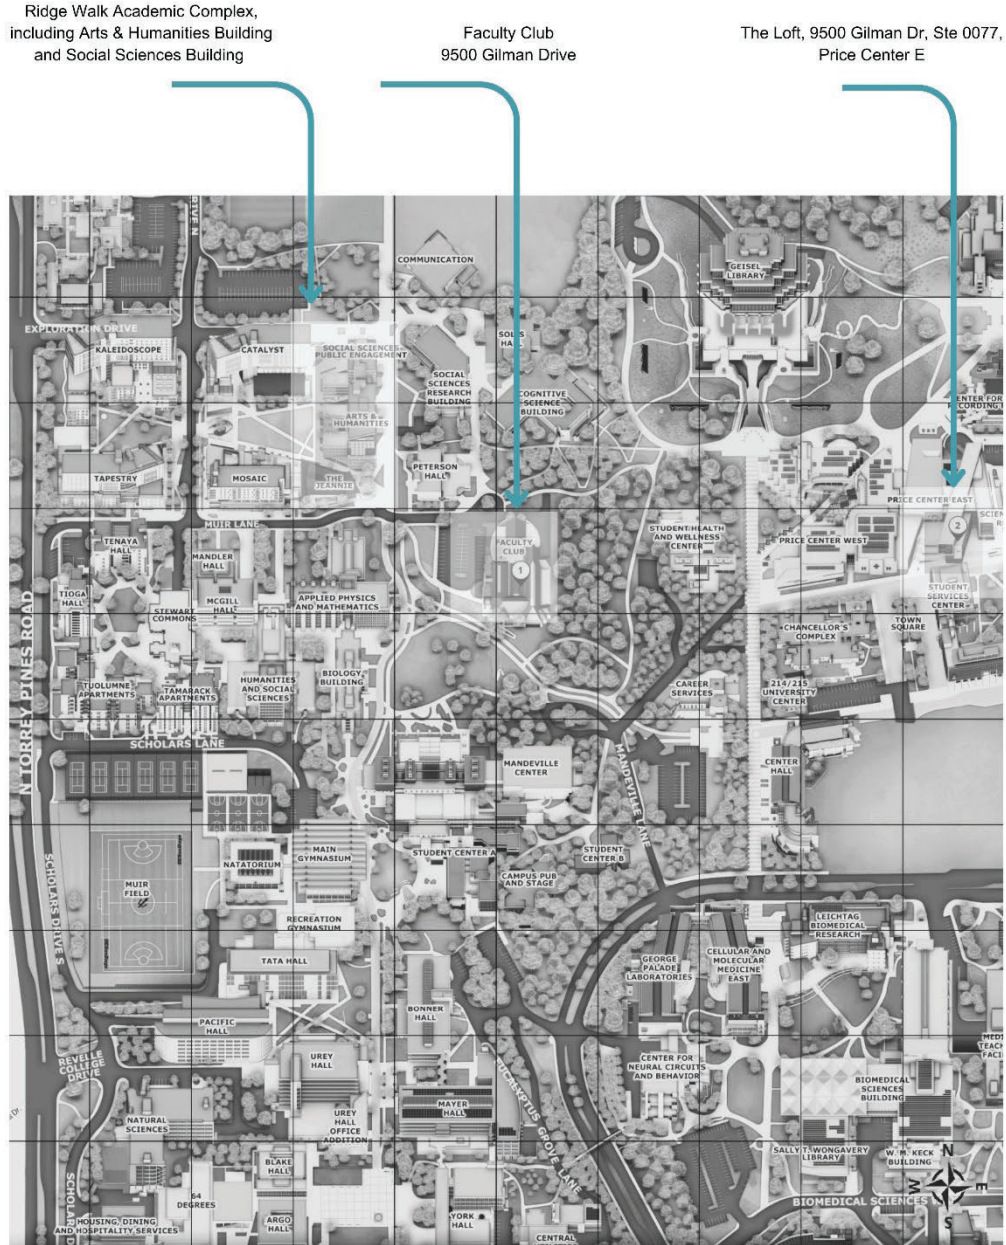 Ridge Walk Academic Complex,
including Arts & Humanities Building
and Social Sciences Building
Faculty Club
9500 Gilman Drive
The Loft, 9500 Gilman Dr, Ste 0077,
Price Center E
COMMUNICATION
GEISEL
LIBRARY
EXPLORATION DRIVE
KALEIDOSCOPE
CATALYST
SOCIAL SCIENCES
PUBLIC ENGAGEMENT
SOCIAL
SCIENCES
RESEARCH
BUILDING
SOLIS
HALL
COGNITIVE
SCIENCE
BUILDING
CENTER FOR
ARTS &
HUMANITIES
TAPESTRY
MOSAIC
THE
JEANNIE
PETERSON
HALL
PRICE CENTER EAST
2
MUIR LANE
TENAYA
HALL
MANDLER
HALL
FACULTY
CLUB
1
STUDENT HEALTH
AND WELLNESS
CENTER
PRICE CENTER WEST
TIOGA
HALL
STEWART
COMMONS
MCGILL
HALL
APPLIED PHYSICS
AND MATHEMATICS
STUDENT
SERVICES
CENTER
CHANCELLOR'S
COMPLEX
TOWN
SQUARE
N TORREY PINES ROAD
TUOLUMNE
APARTMENTS
TAMARACK
APARTMENTS
HUMANITIES
AND SOCIAL
SCIENCES
BIOLOGY
BUILDING
CAREER
SERVICES
214/215
UNIVERSITY
CENTER
SCHOLARS LANE
MANDEVILLE
CENTER
MANDEVILLE LANE
CENTER
HALL
SCHOLARS DRIVE S
MUIR
FIELD
NATATORIUM
MAIN
GYMNASIUM
STUDENT CENTER A
STUDENT
CENTER B
CAMPUS PUB
AND STAGE
RECREATION
GYMNASIUM
LEICHTAG
BIOMEDICAL
RESEARCH
TATA HALL
GEORGE
PALADE
LABORATORIES
CELLULAR AND
MOLECULAR
MEDICINE
EAST
PACIFIC
HALL
BONNER
HALL
REVELLE
COLLEGE
DRIVE
UREY
HALL
CENTER FOR
NEURAL CIRCUITS
AND BEHAVIOR
EUCALYPTUS GROVE LANE
BIOMEDICAL
SCIENCES
BUILDING
NATURAL
SCIENCES
UREY
HALL
OFFICE
ADDITION
MAYER
HALL
BLAKE
HALL
SALLY T. WONGAVERY
LIBRARY
W. M. KECK
BUILDING
N
W
E
S
64
DEGREES
BIOMEDICAL SCIENCES
HOUSING, DINING
AND HOSPITALITY SERVICES
ARGO
HALL
YORK
HALL
CENTRAL